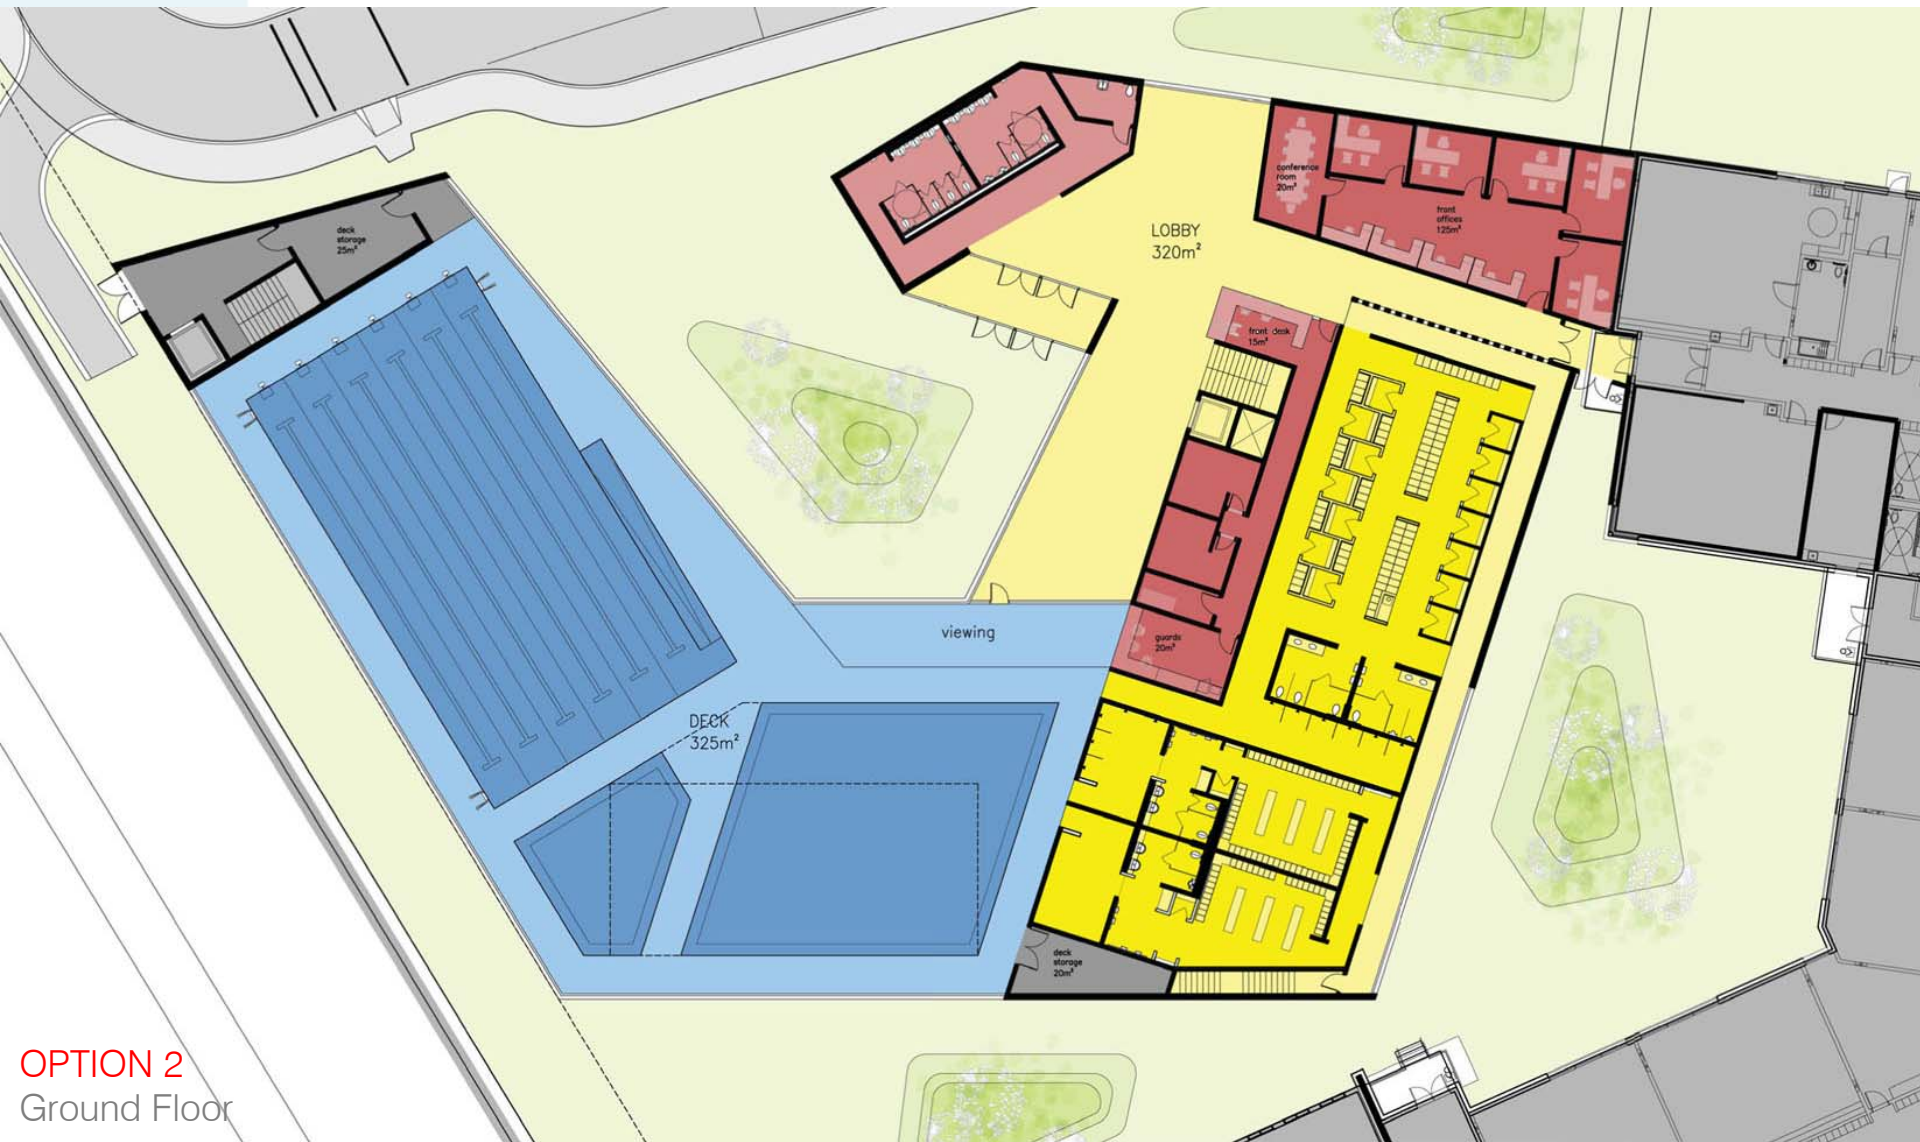 conference
room
20m²
front
offices
125m²
deck
storage
25m²
LOBBY
320m²
front desk
15m²
viewing
guards
20m²
DECK
325m²
deck
storage
20m²
OPTION 2
Ground Floor